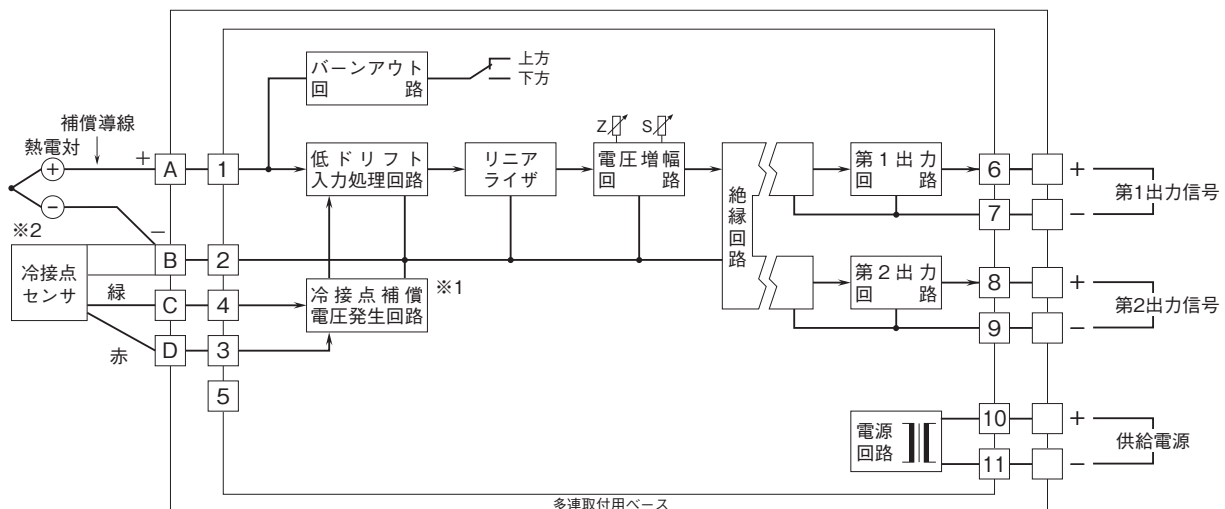 バーンアウト
回路
上方
下方
補償導線
熱電対
+
+
−
−
※2
A
1
低ドリフト
入力処理回路
リニア
ライザ
Z
S
電圧増幅
回路
絶縁回路
第1出力
回路
6
+
7
−
第1出力信号
B
2
冷接点
センサ
緑
C
4
冷接点補償
電圧発生回路
※1
赤
D
3
5
第2出力
回路
8
+
9
−
第2出力信号
電源
回路
10
+
11
−
供給電源
多連取付用ベース